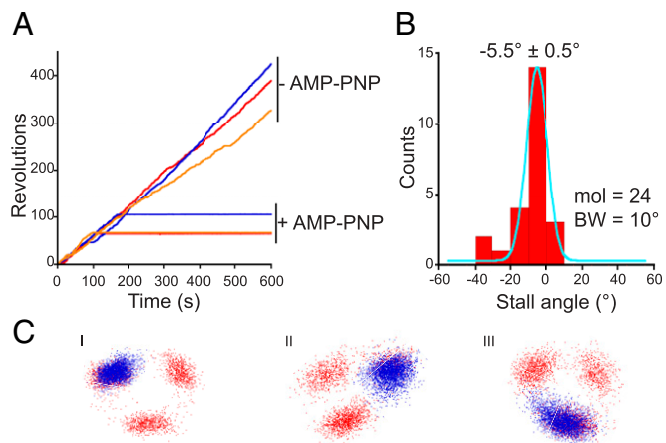 A
Revolutions
400
300
200
100
0
0 100 200 300 400 500 600
Time (s)
- AMP-PNP
+ AMP-PNP
B
-5.5° ± 0.5°
Counts
15
10
5
0
-60 -40 -20 0 20 40 60
Stall angle (°)
mol = 24
BW = 10°
C
I
II
III